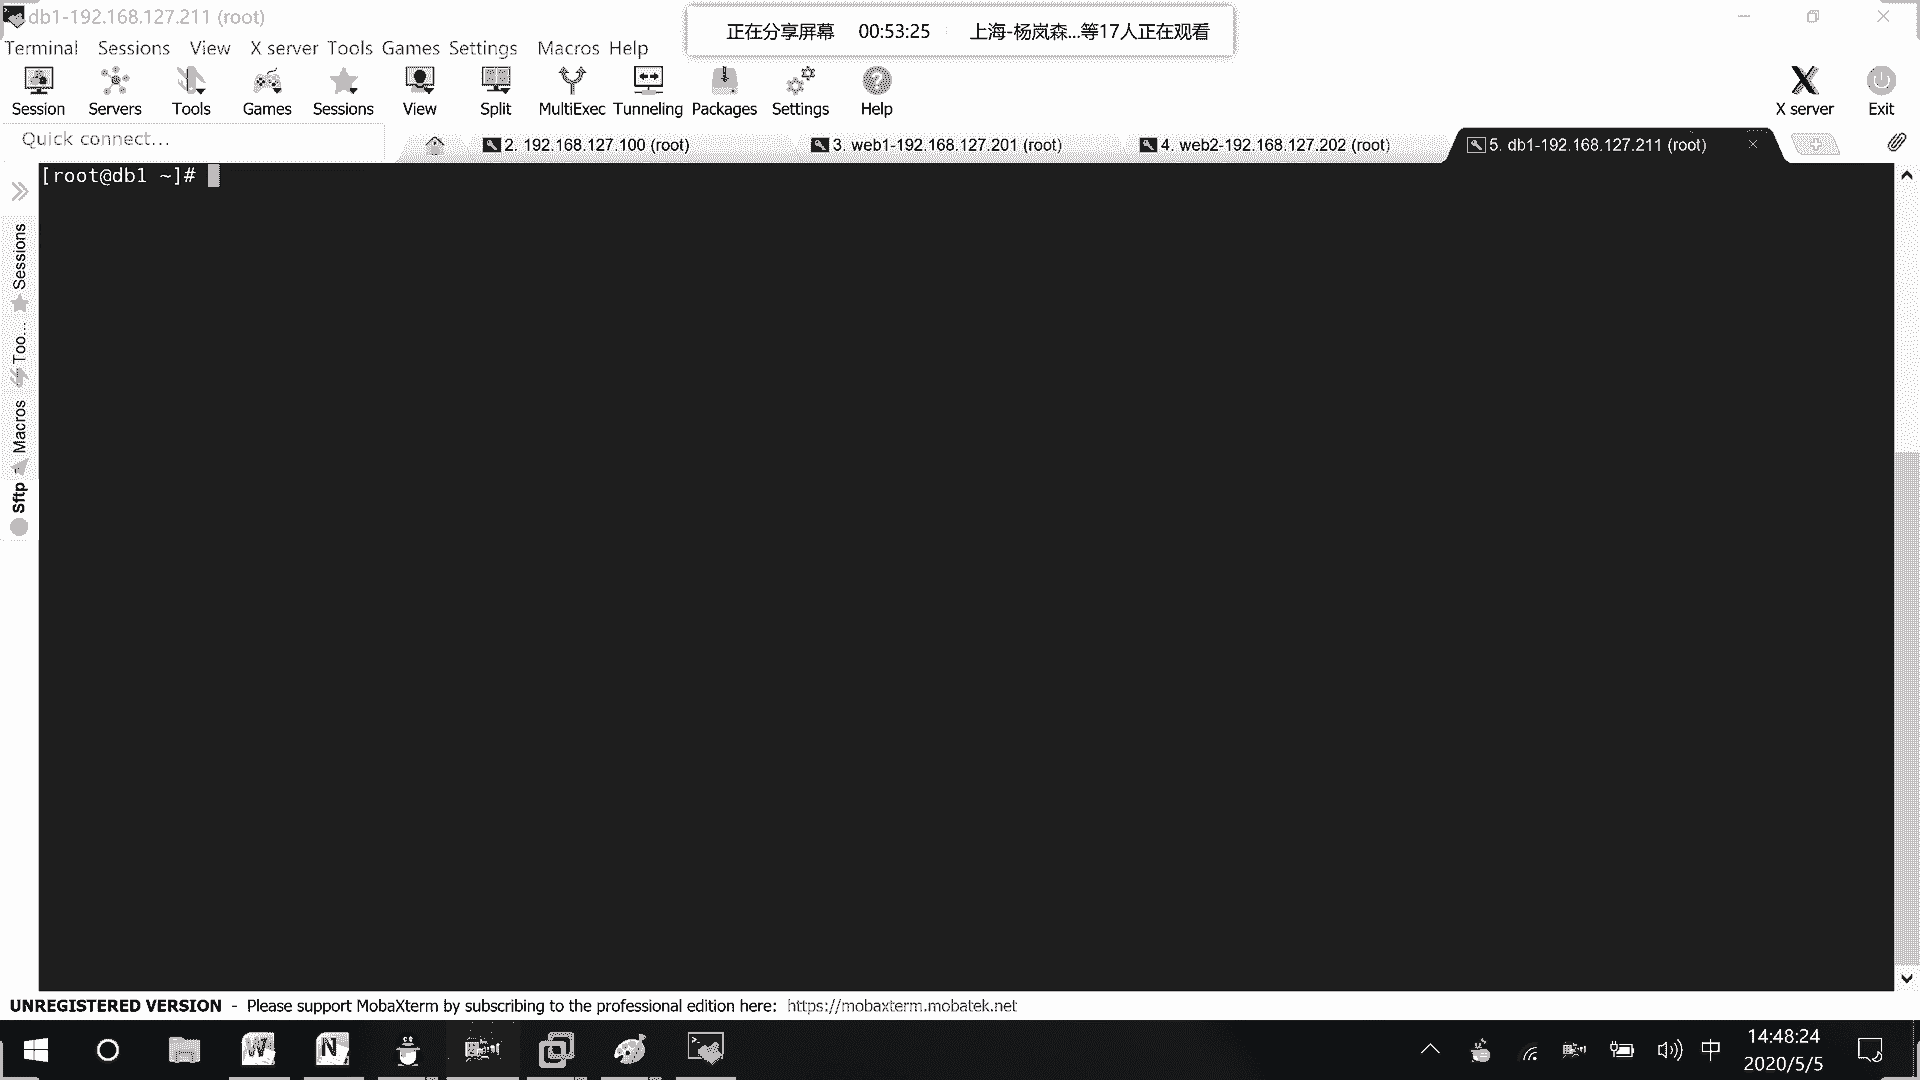 db1-192.168.127.211 (root)
正在分享屏幕 00:53:25 上海-杨岚森...等17人正在观看
Terminal Sessions View X server Tools Games Settings Macros Help
Session Servers Tools Games Sessions View Split MultiExec Tunneling Packages Settings Help X server Exit
Quick connect...
2. 192.168.127.100 (root)
3. web1-192.168.127.201 (root)
4. web2-192.168.127.202 (root)
5. db1-192.168.127.211 (root)
[root@db1 ~]#
Sessions
Too...
Macros
Sftp
UNREGISTERED VERSION - Please support MobaXterm by subscribing to the professional edition here: https://mobaxterm.mobatek.net
中
14:48:24
2020/5/5